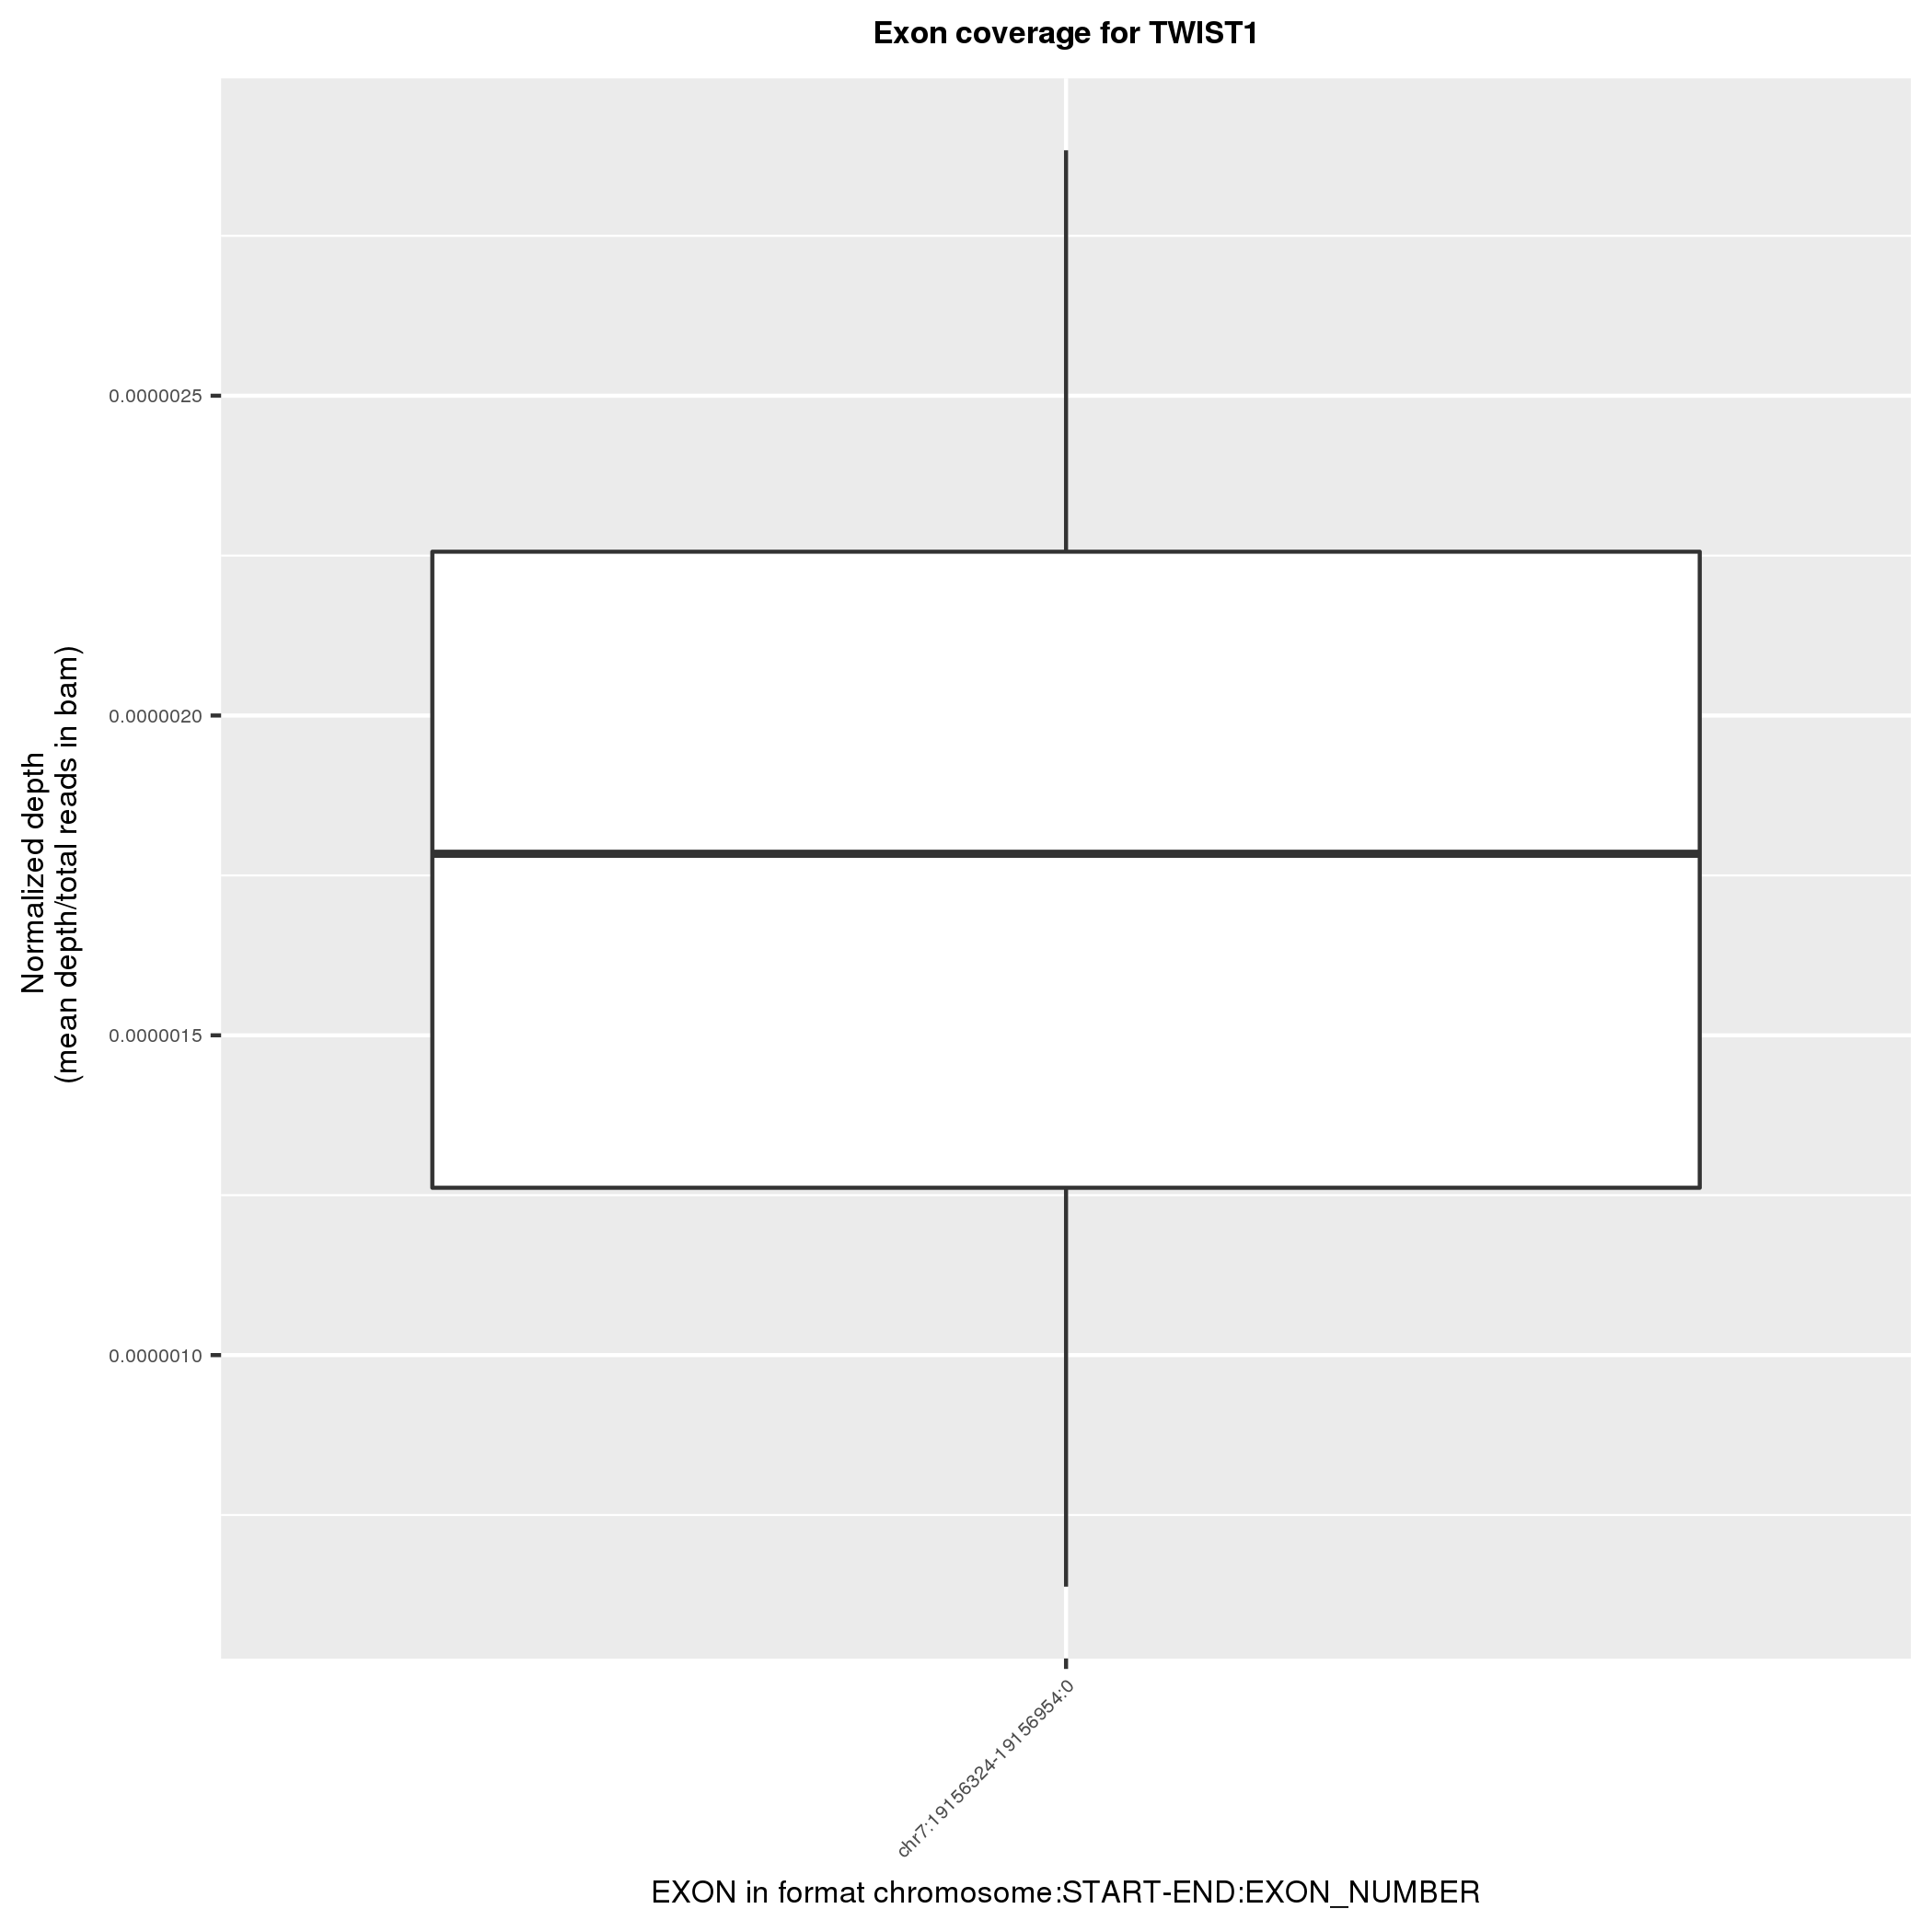 Exon coverage for TWIST1
Normalized depth
(mean depth/total reads in bam)
0.0000025
0.0000020
0.0000015
0.0000010
chr7:19156324-19156954:0
EXON in format chromosome:START-END:EXON_NUMBER